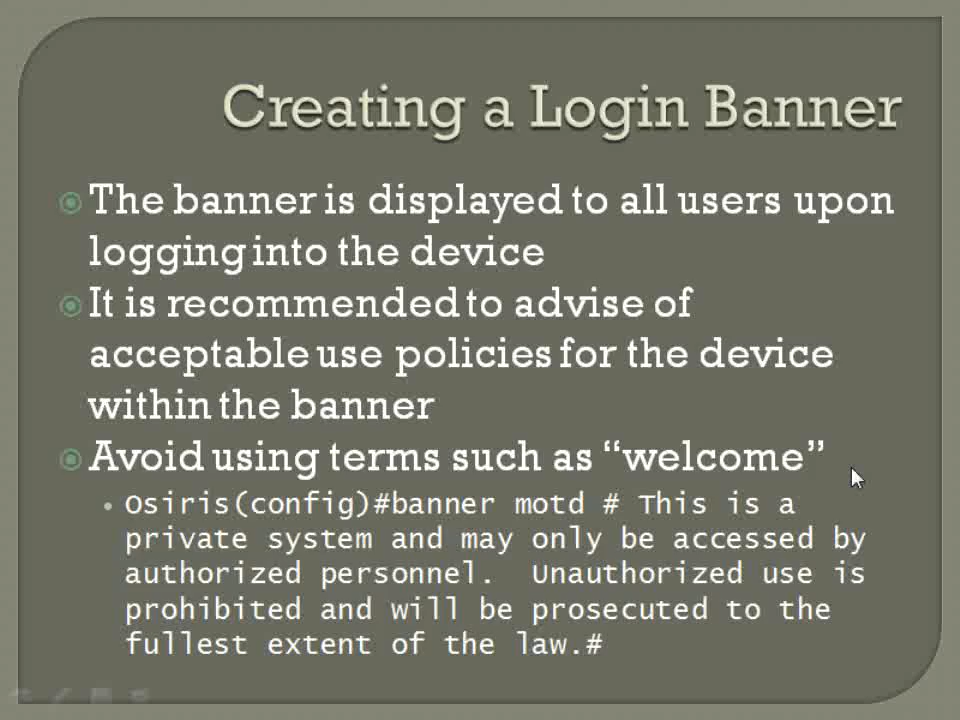 Creating a Login Banner
The banner is displayed to all users upon
logging into the device
It is recommended to advise of
acceptable use policies for the device
within the banner
Avoid using terms such as “welcome”
Osiris(config)#banner motd # This is a
private system and may only be accessed by
authorized personnel.  Unauthorized use is
prohibited and will be prosecuted to the
fullest extent of the law.#